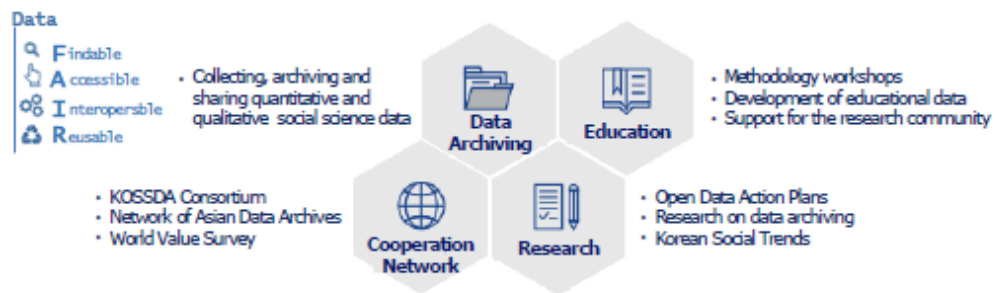 Data
Findable
Accessible
Interopersble
Reusable
• Collecting, archiving and
sharing quantitative and
qualitative social science data
Data
Archiving
Education
• Methodology workshops
• Development of educational data
• Support for the research community
• KOSSDA Consortium
• Network of Asian Data Archives
• World Value Survey
Cooperation
Network
Research
• Open Data Action Plans
• Research on data archiving
• Korean Social Trends